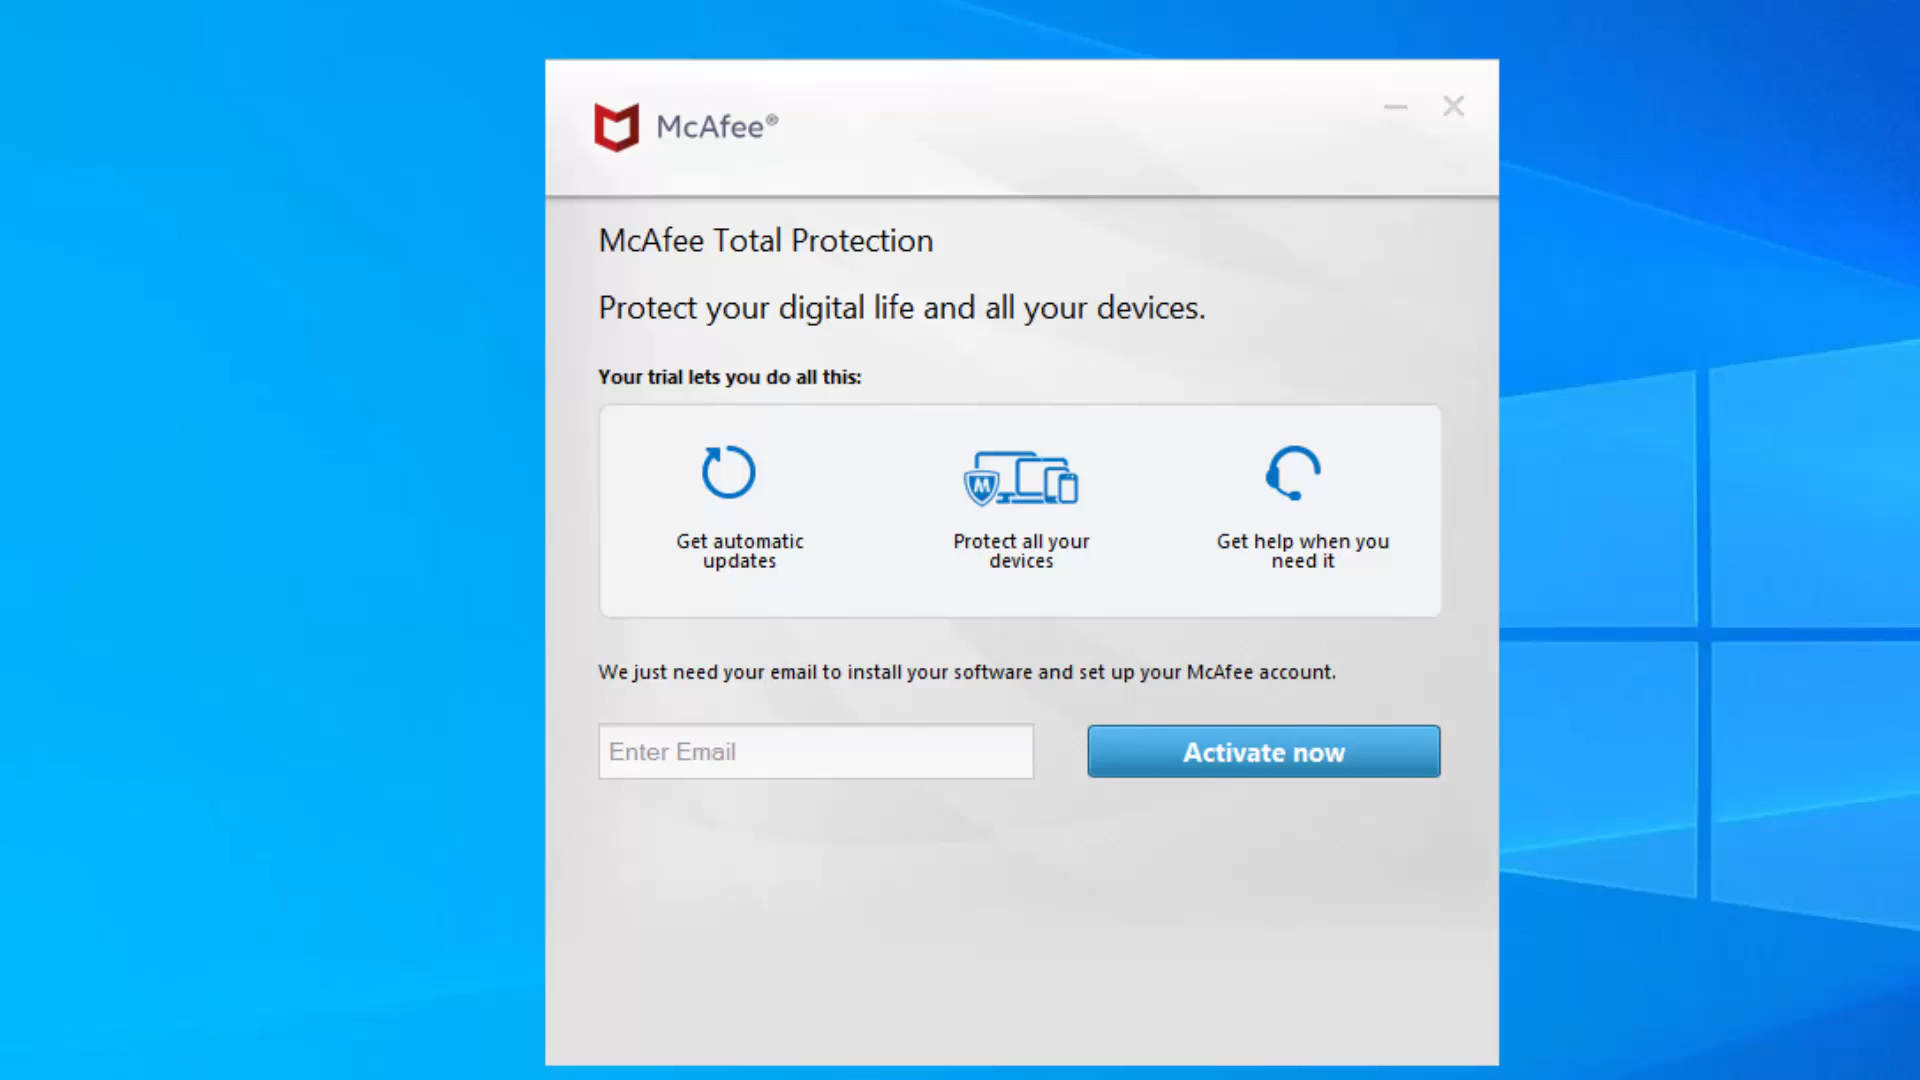 McAfee®
McAfee Total Protection
Protect your digital life and all your devices.
Your trial lets you do all this:
M
Get automatic
updates
Protect all your
devices
Get help when you
need it
We just need your email to install your software and set up your McAfee account.
Enter Email
Activate now